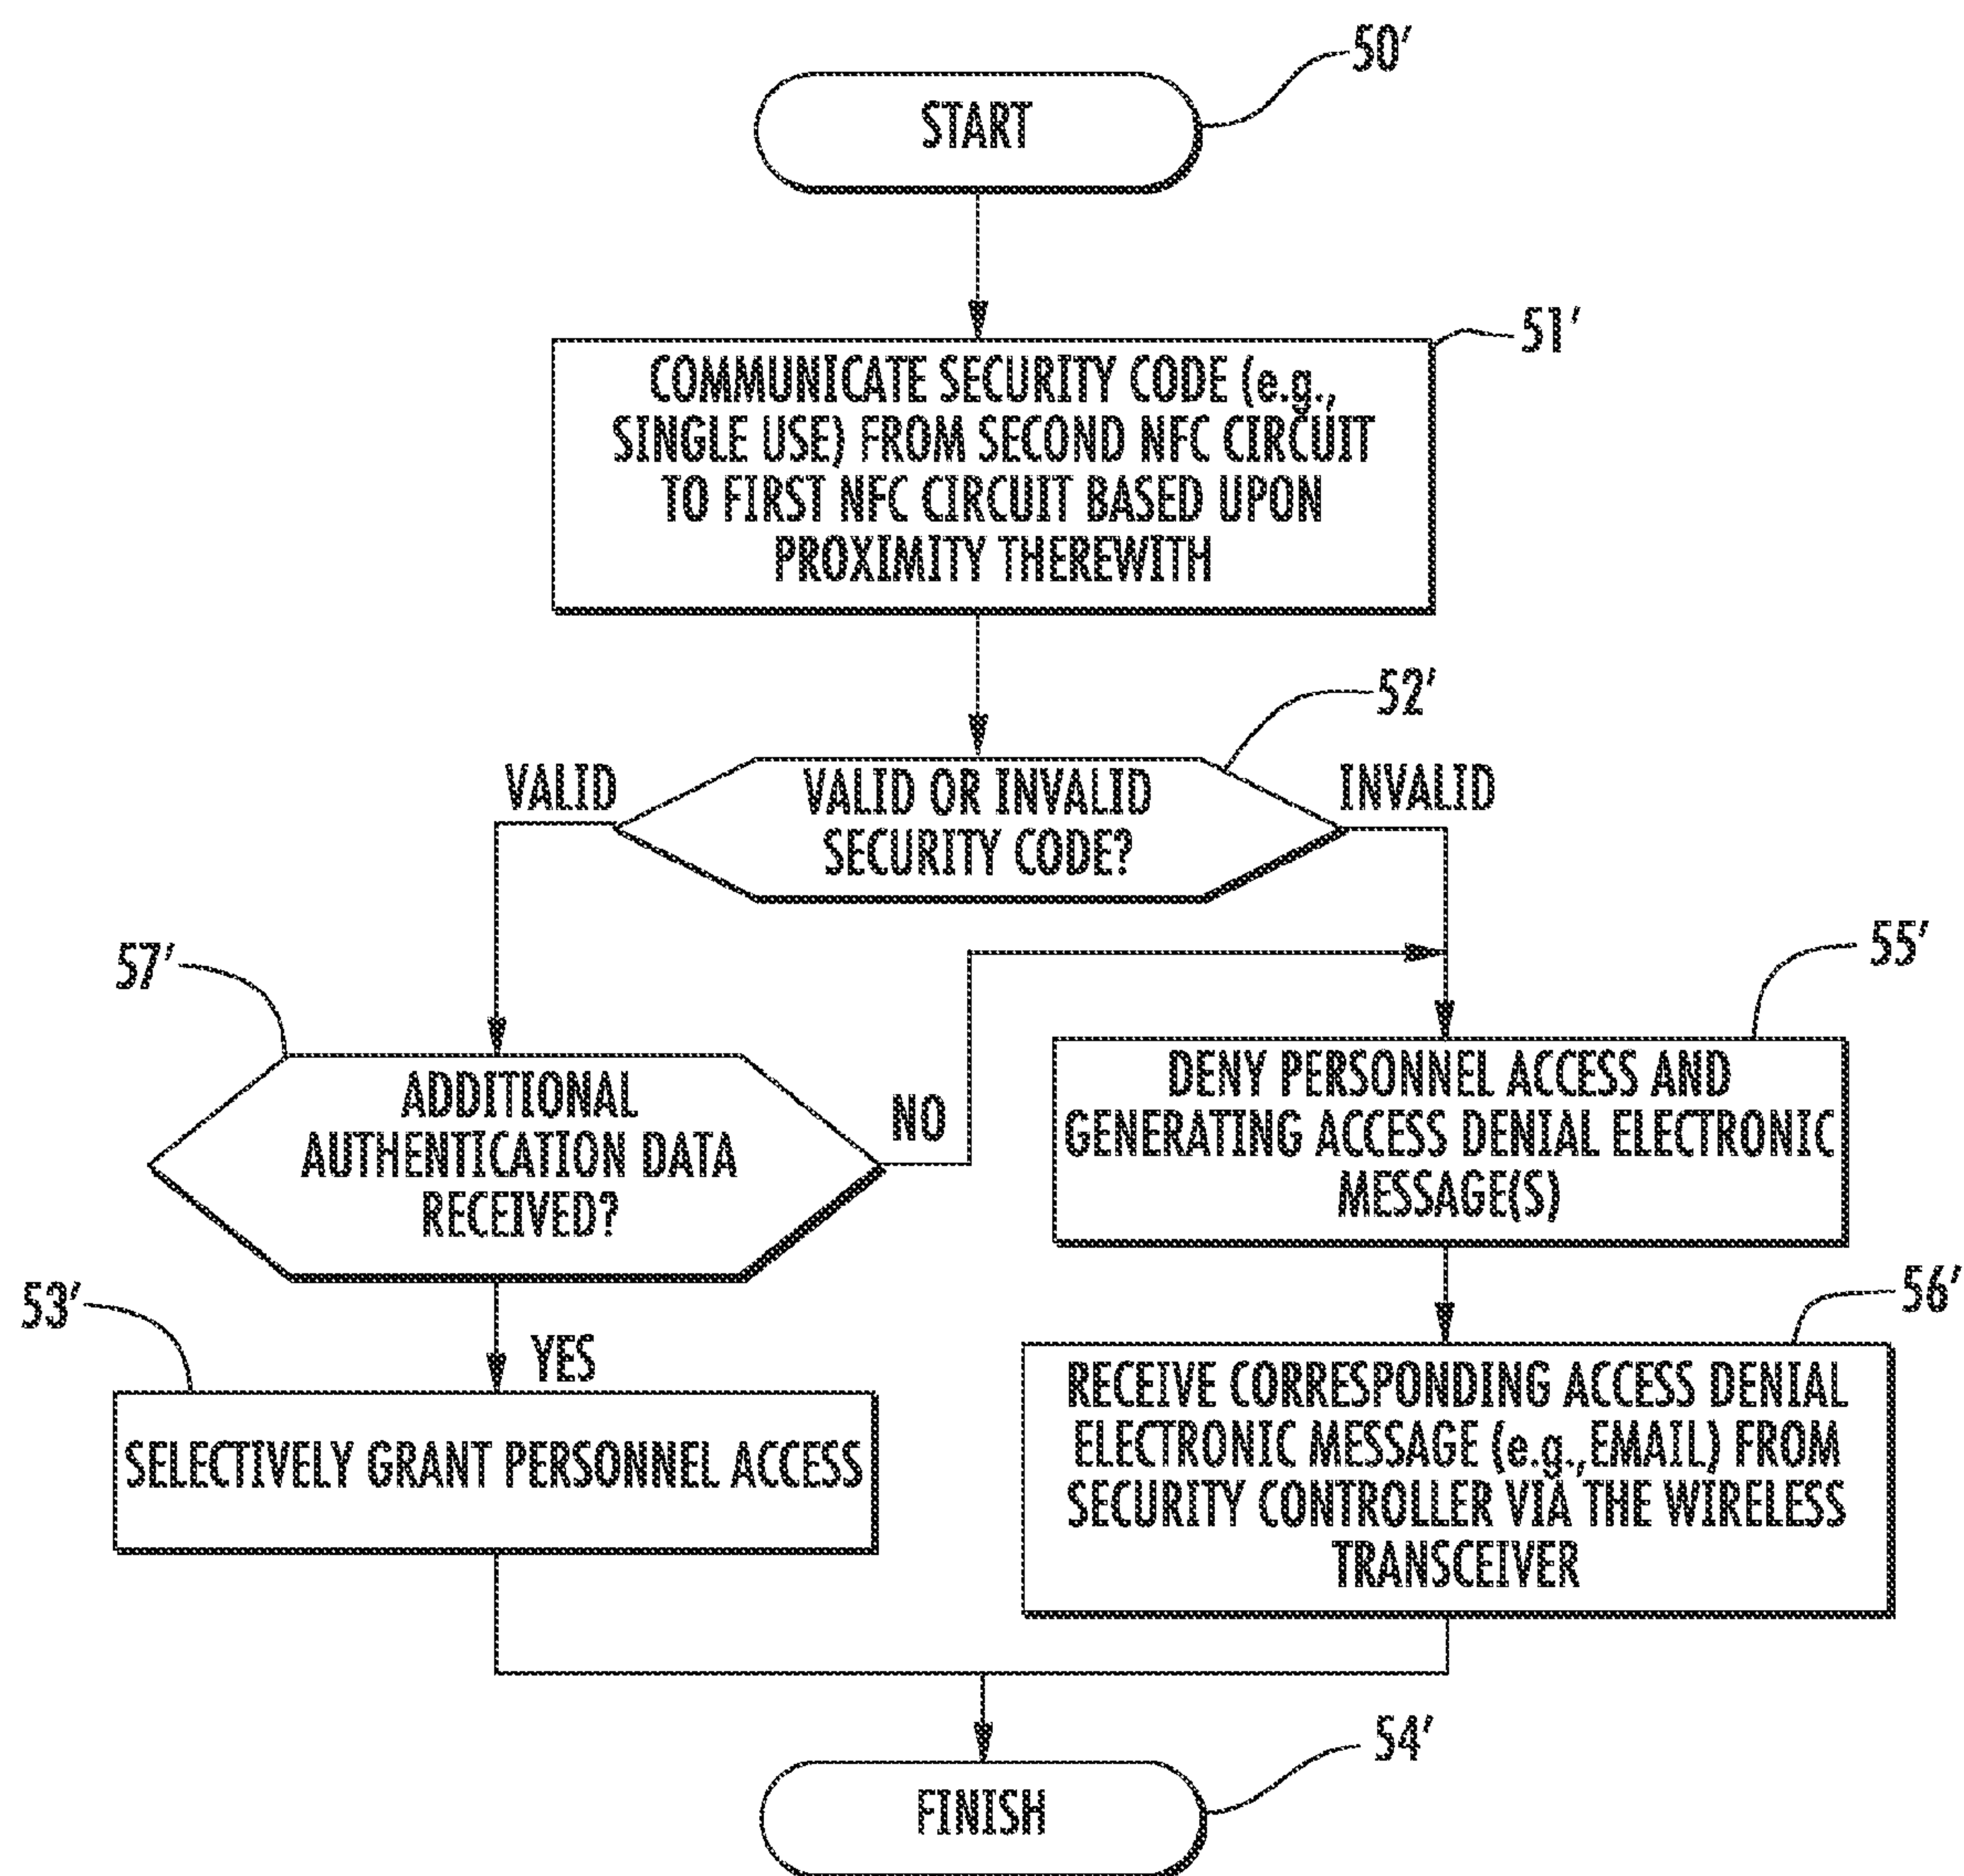 50'
START
51'
COMMUNICATE SECURITY CODE (e.g.,
SINGLE USE) FROM SECOND NFC CIRCUIT
TO FIRST NFC CIRCUIT BASED UPON
PROXIMITY THEREWITH
52'
VALID
VALID OR INVALID
SECURITY CODE?
INVALID
57'
ADDITIONAL
AUTHENTICATION DATA
RECEIVED?
NO
55'
DENY PERSONNEL ACCESS AND
GENERATING ACCESS DENIAL ELECTRONIC
MESSAGE(S)
53'
YES
SELECTIVELY GRANT PERSONNEL ACCESS
56'
RECEIVE CORRESPONDING ACCESS DENIAL
ELECTRONIC MESSAGE (e.g.,EMAIL) FROM
SECURITY CONTROLLER VIA THE WIRELESS
TRANSCEIVER
54'
FINISH